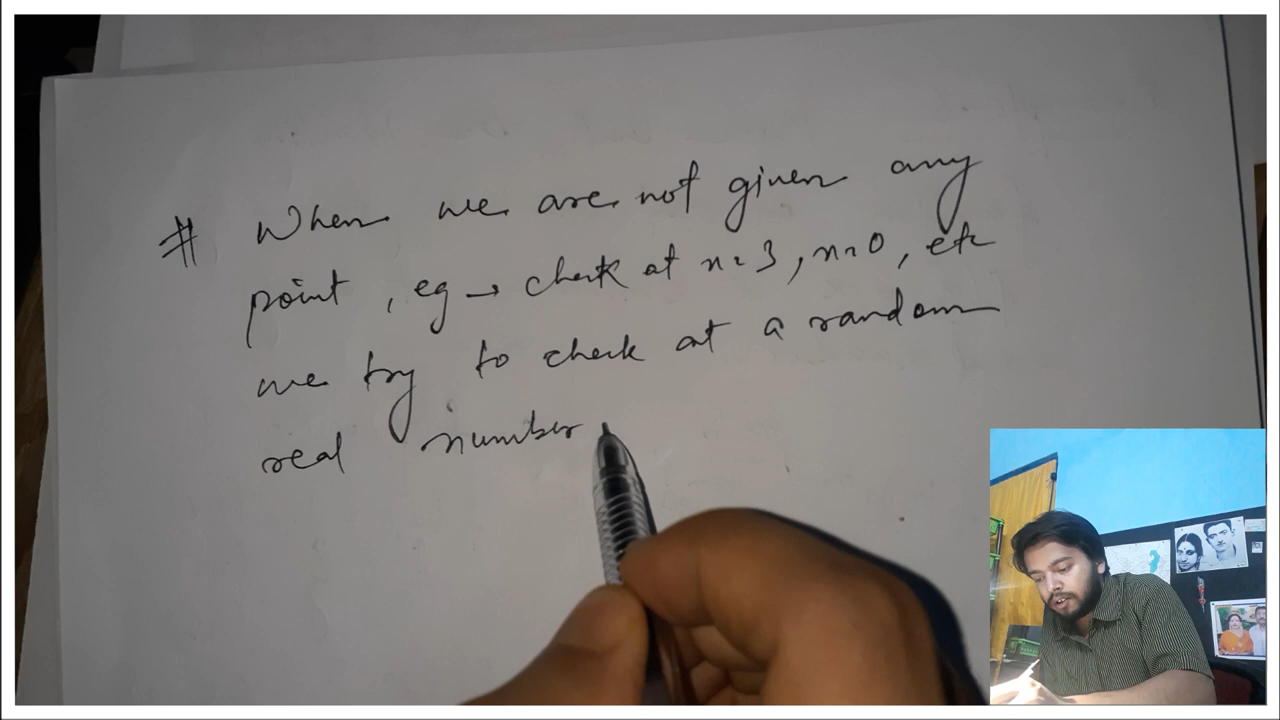 # When we are not given any
point, eg → check at x = 3, x = 0, etc
we try to check at a random
real number